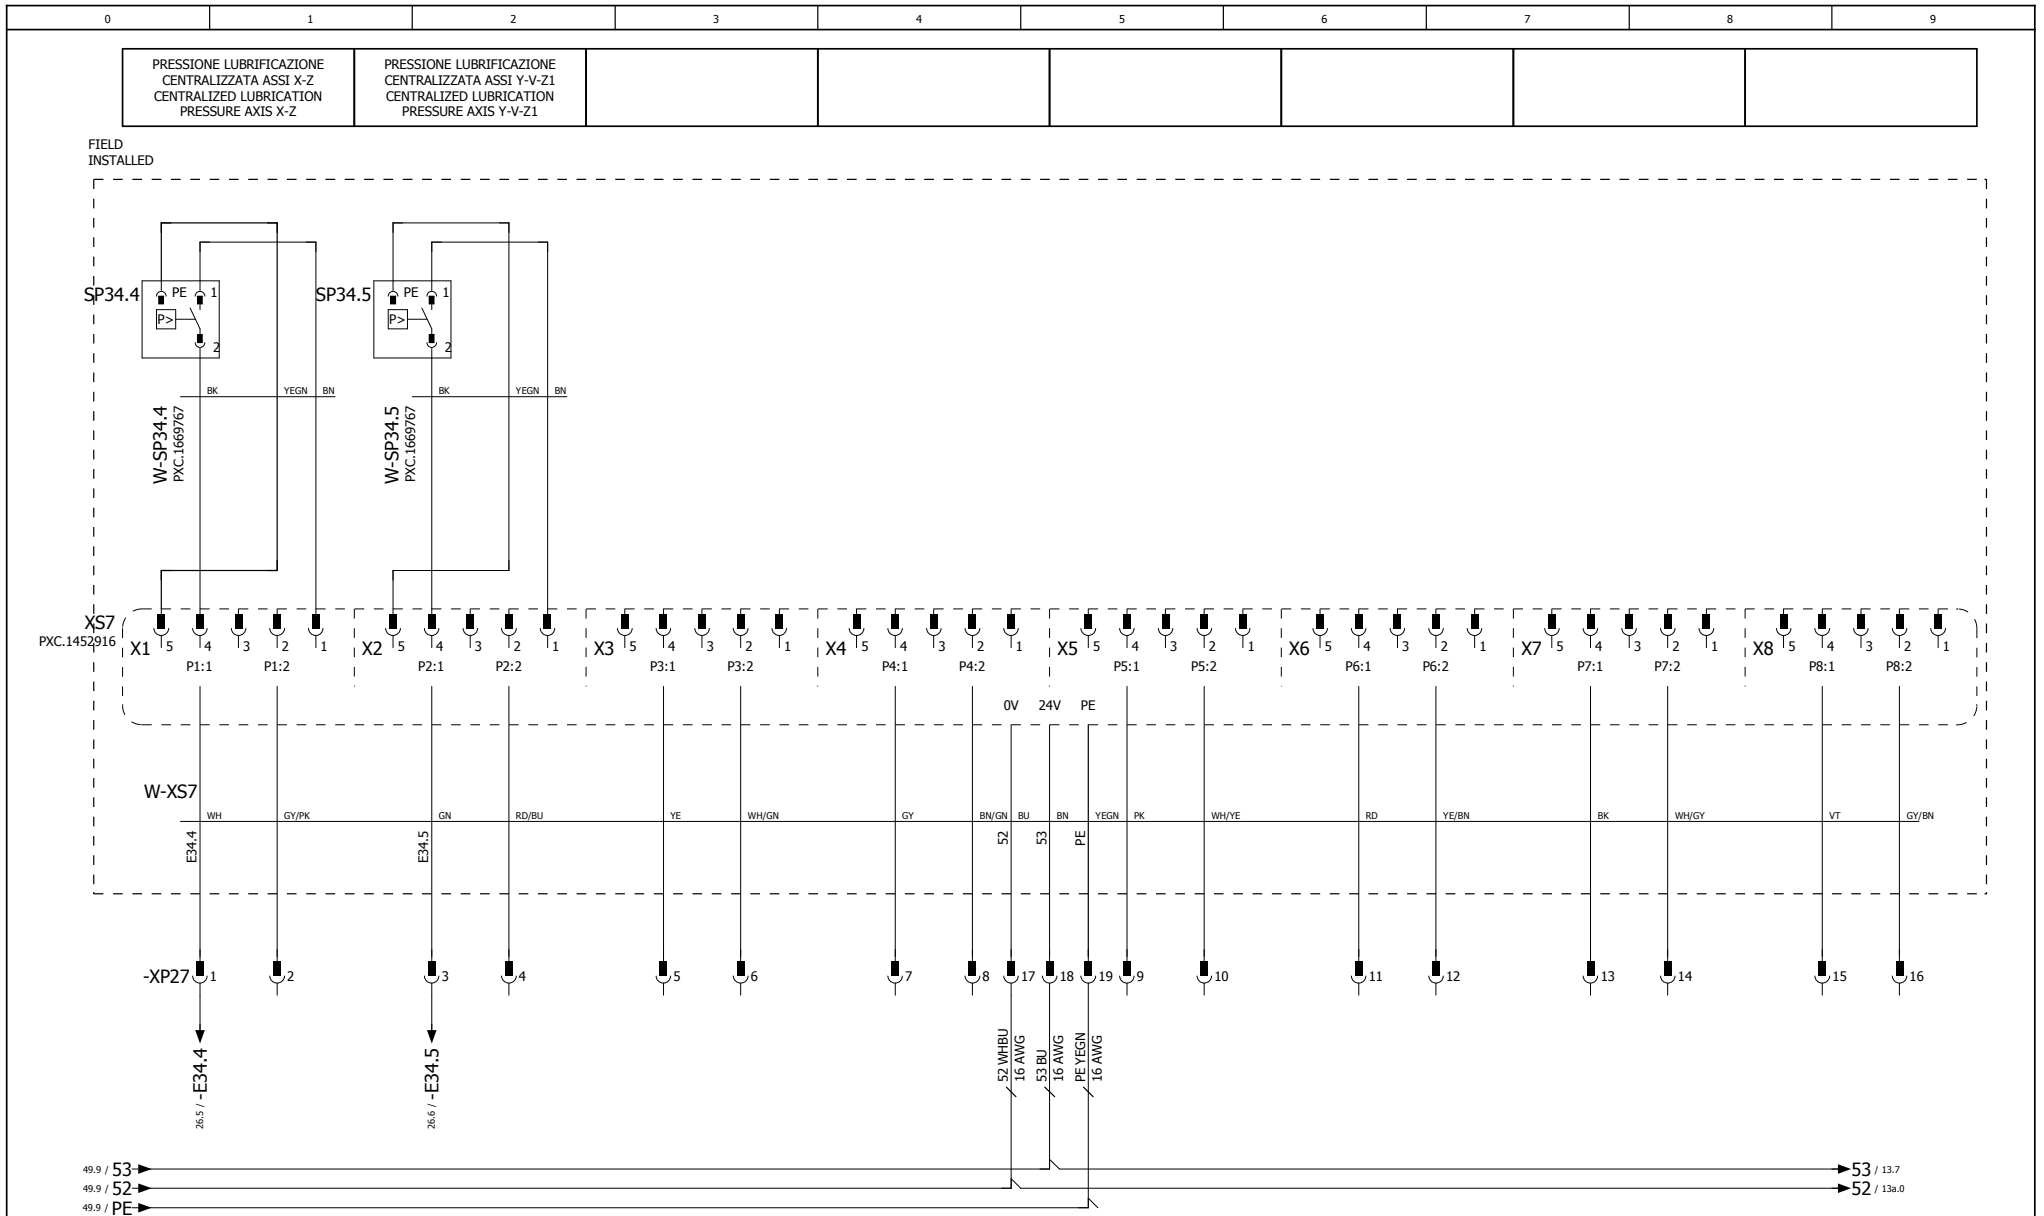 0 1 2 3 4 5 6 7 8 9
PRESSIONE LUBRIFICAZIONE
CENTRALIZZATA ASSI X-Z
CENTRALIZED LUBRICATION
PRESSURE AXIS X-Z
PRESSIONE LUBRIFICAZIONE
CENTRALIZZATA ASSI Y-V-Z1
CENTRALIZED LUBRICATION
PRESSURE AXIS Y-V-Z1
FIELD
INSTALLED
SP34.4 PE 1
P>
2
SP34.5 PE 1
P>
2
BK YEGN BN
BK YEGN BN
W-SP34.4
PXC.1669767
W-SP34.5
PXC.1669767
XS7
PXC.1452916
X1 5 4 3 2 1
X2 5 4 3 2 1
X3 5 4 3 2 1
X4 5 4 3 2 1
X5 5 4 3 2 1
X6 5 4 3 2 1
X7 5 4 3 2 1
X8 5 4 3 2 1
P1:1 P1:2 P2:1 P2:2 P3:1 P3:2 P4:1 P4:2 P5:1 P5:2 P6:1 P6:2 P7:1 P7:2 P8:1 P8:2
0V 24V PE
W-XS7
WH GY/PK GN RD/BU YE WH/GN GY BN/GN BU BN YEGN PK WH/YE RD YE/BN BK WH/GY VT GY/BN
E34.4
E34.5
52
53
PE
-XP27 1 2 3 4 5 6 7 8 17 18 19 9 10 11 12 13 14 15 16
26.5 / -E34.4
26.6 / -E34.5
52 WHBU
16 AWG
53 BU
16 AWG
PE YEGN
16 AWG
49.9 / 53
53 / 13.7
49.9 / 52
52 / 13a.0
49.9 / PE